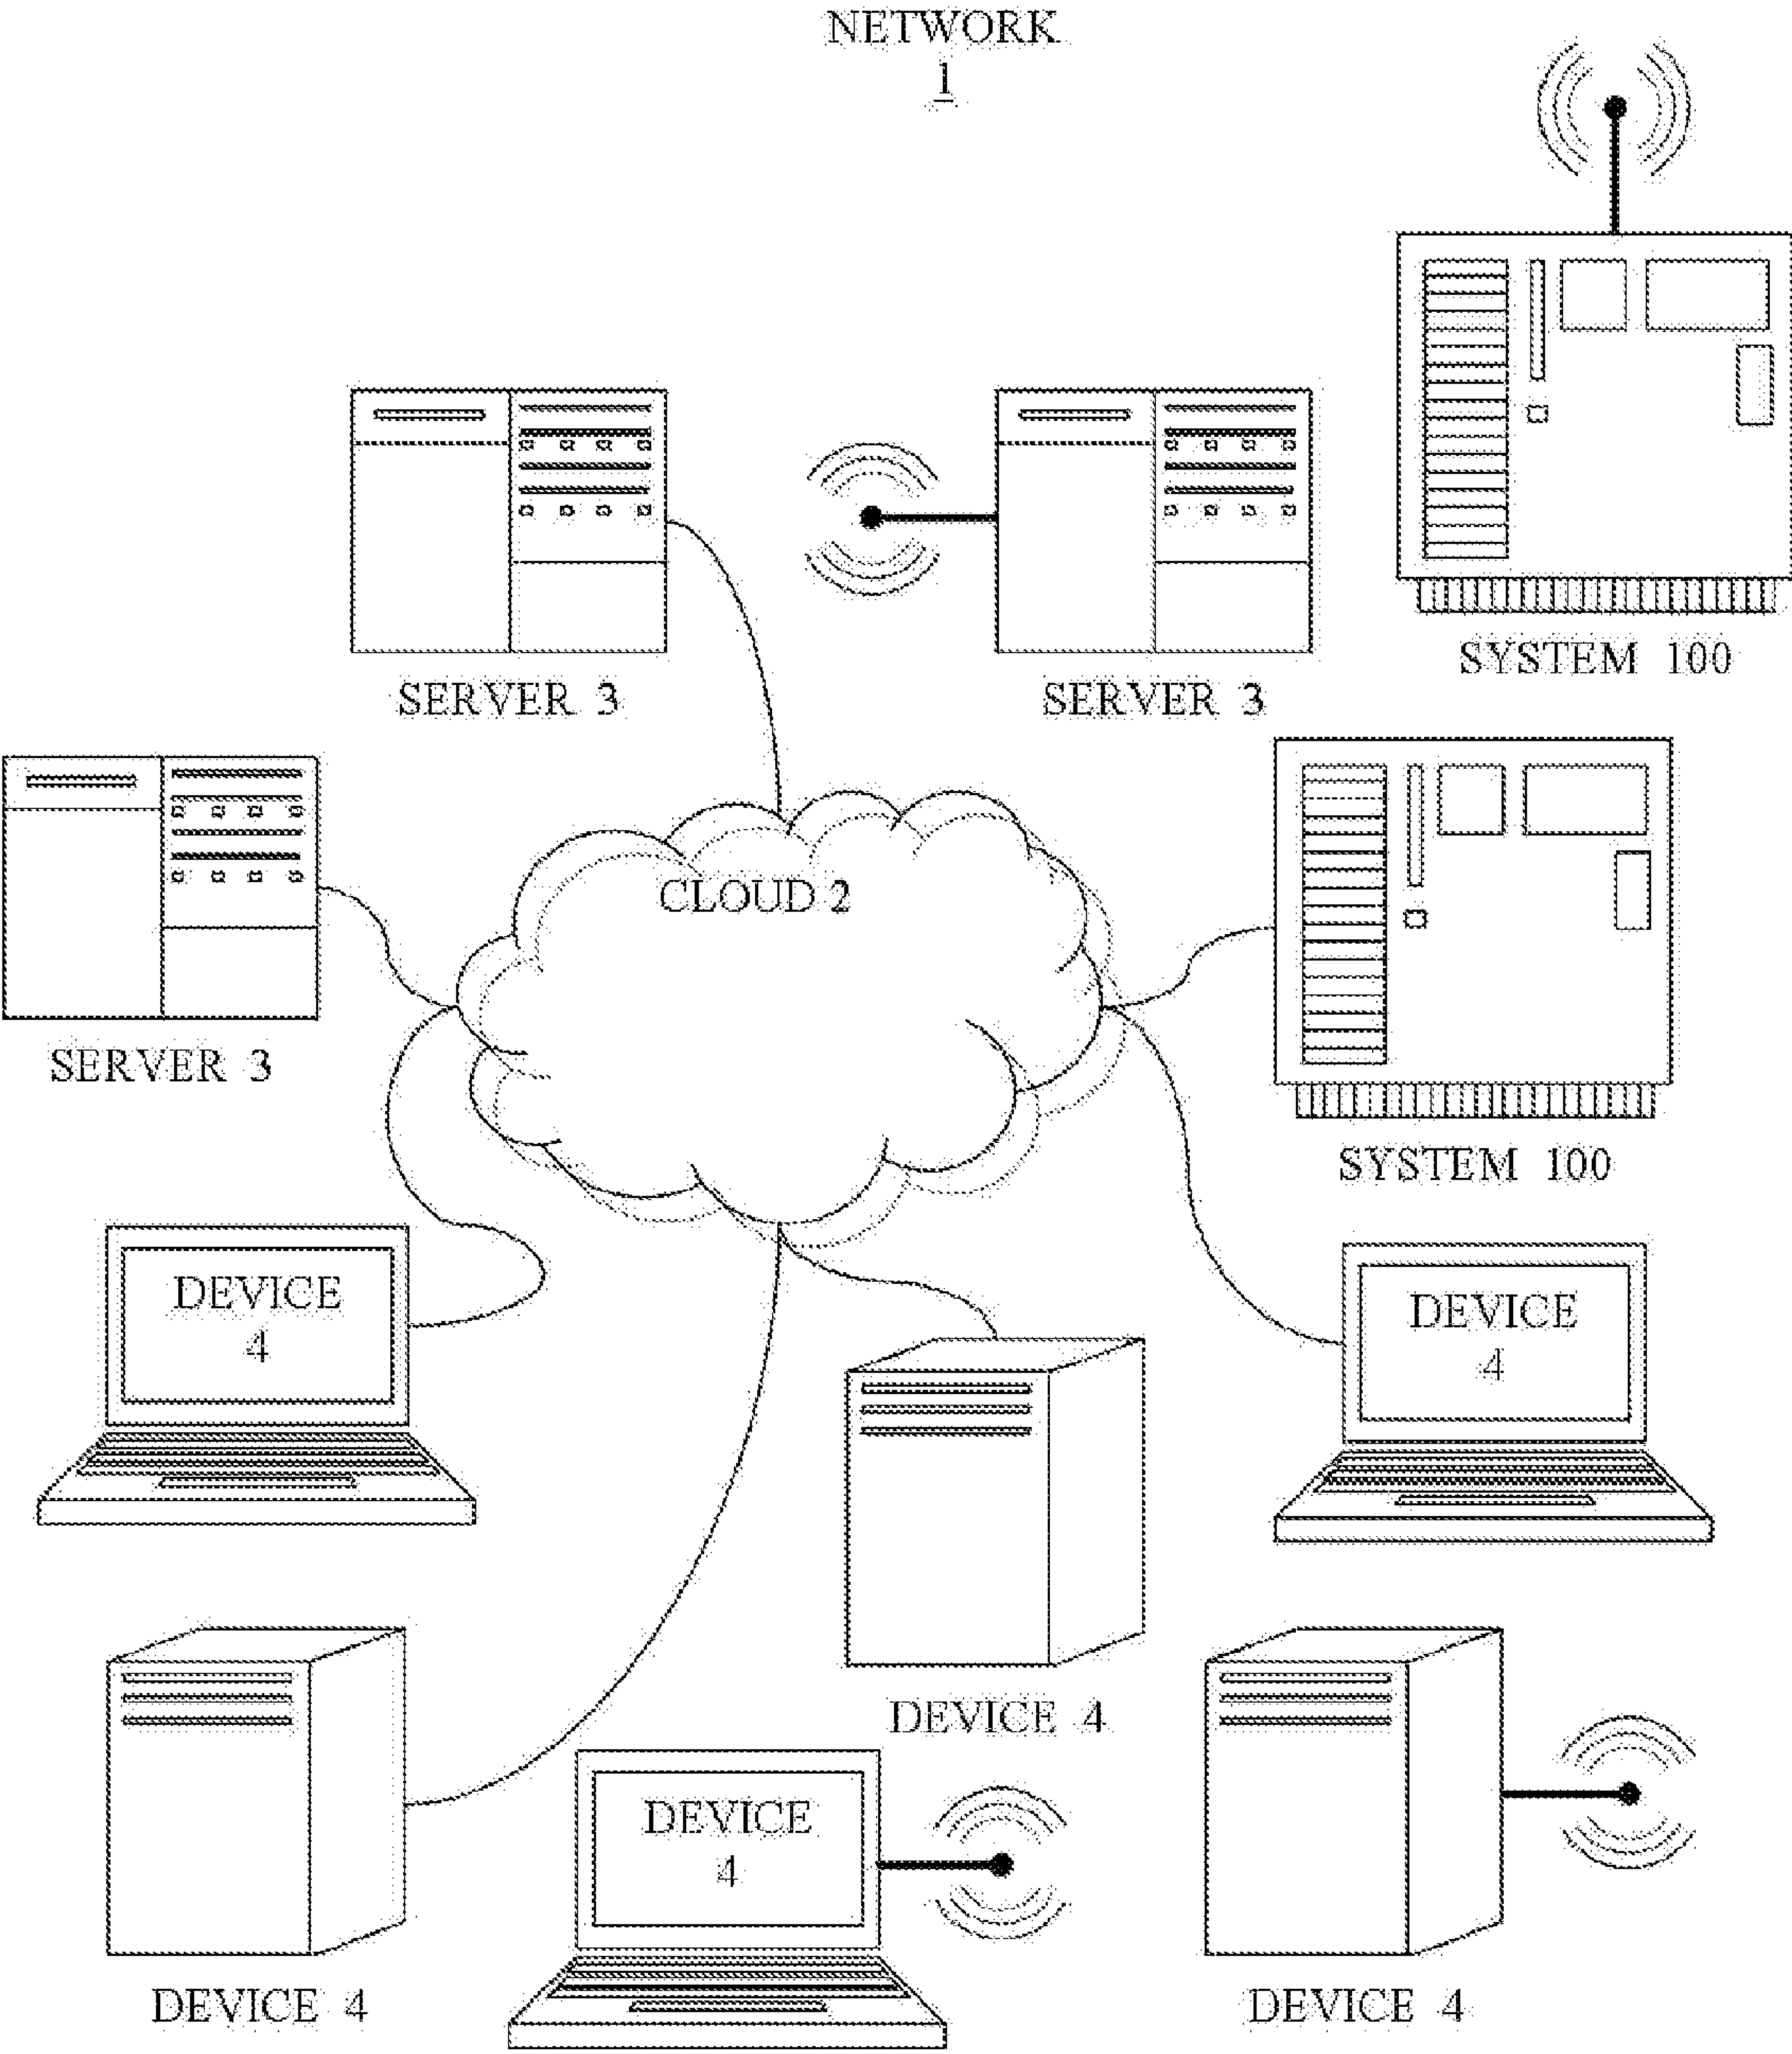 NETWORK
1
SYSTEM 100
SERVER 3
SERVER 3
CLOUD 2
SERVER 3
SYSTEM 100
DEVICE
4
DEVICE
4
DEVICE 4
DEVICE
4
DEVICE 4
DEVICE 4